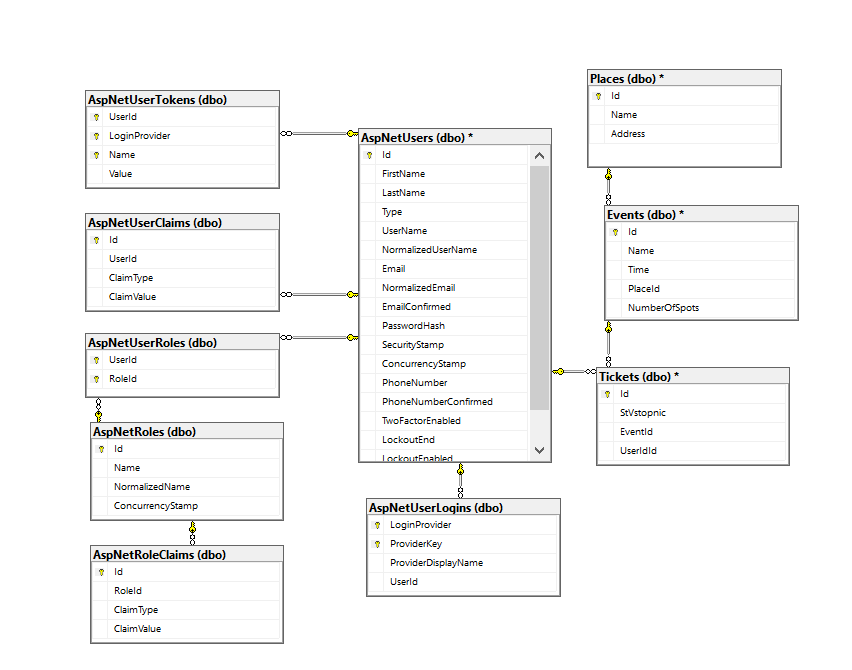 AspNetUserTokens (dbo)
UserId
LoginProvider
Name
Value
AspNetUserClaims (dbo)
Id
UserId
ClaimType
ClaimValue
AspNetUserRoles (dbo)
UserId
RoleId
AspNetRoles (dbo)
Id
Name
NormalizedName
ConcurrencyStamp
AspNetRoleClaims (dbo)
Id
RoleId
ClaimType
ClaimValue
AspNetUsers (dbo) *
Id
FirstName
LastName
Type
UserName
NormalizedUserName
Email
NormalizedEmail
EmailConfirmed
PasswordHash
SecurityStamp
ConcurrencyStamp
PhoneNumber
PhoneNumberConfirmed
TwoFactorEnabled
LockoutEnd
LockoutEnabled
AspNetUserLogins (dbo)
LoginProvider
ProviderKey
ProviderDisplayName
UserId
Places (dbo) *
Id
Name
Address
Events (dbo) *
Id
Name
Time
PlaceId
NumberOfSpots
Tickets (dbo) *
Id
StVstopnic
EventId
UserIdId